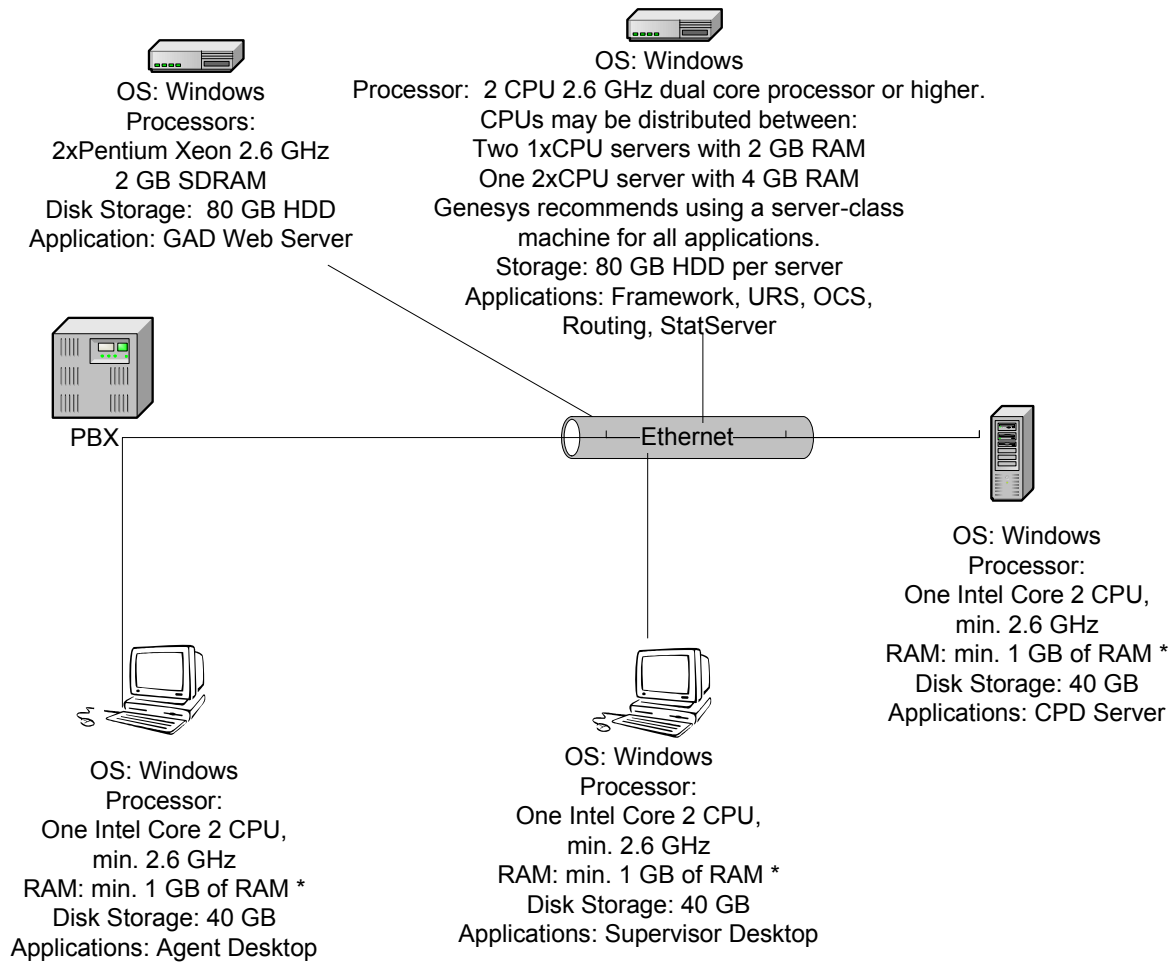 OS: Windows
Processors:
2xPentium Xeon 2.6 GHz
2 GB SDRAM
Disk Storage:  80 GB HDD
Application: GAD Web Server
OS: Windows
Processor:  2 CPU 2.6 GHz dual core processor or higher.
CPUs may be distributed between:
Two 1xCPU servers with 2 GB RAM
One 2xCPU server with 4 GB RAM
Genesys recommends using a server-class
machine for all applications.
Storage: 80 GB HDD per server
Applications: Framework, URS, OCS,
Routing, StatServer
PBX
Ethernet
OS: Windows
Processor:
One Intel Core 2 CPU,
min. 2.6 GHz
RAM: min. 1 GB of RAM *
Disk Storage: 40 GB
Applications: CPD Server
OS: Windows
Processor:
One Intel Core 2 CPU,
min. 2.6 GHz
RAM: min. 1 GB of RAM *
Disk Storage: 40 GB
Applications: Agent Desktop
OS: Windows
Processor:
One Intel Core 2 CPU,
min. 2.6 GHz
RAM: min. 1 GB of RAM *
Disk Storage: 40 GB
Applications: Supervisor Desktop